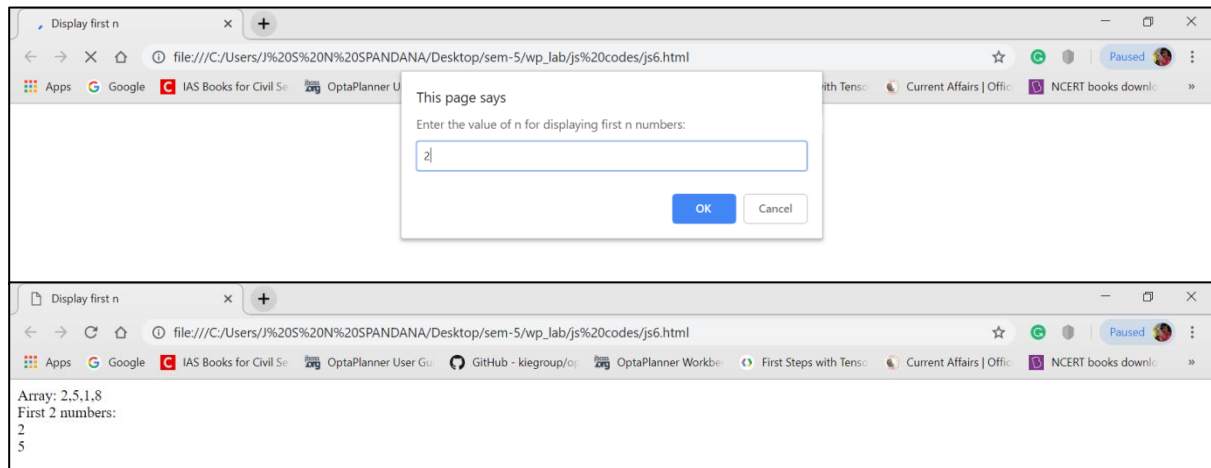 Display first n
file:///C:/Users/J%20S%20N%20SPANDANA/Desktop/sem-5/wp_lab/js%20codes/js6.html
Paused
Apps Google IAS Books for Civil Se OptaPlanner U ith Tenso Current Affairs | Offic NCERT books downlo
This page says
Enter the value of n for displaying first n numbers:
2
OK Cancel
Display first n
file:///C:/Users/J%20S%20N%20SPANDANA/Desktop/sem-5/wp_lab/js%20codes/js6.html
Paused
Apps Google IAS Books for Civil Se OptaPlanner User Gui GitHub - kiegroup/op OptaPlanner Workbe First Steps with Tenso Current Affairs | Offic NCERT books downlo
Array: 2,5,1,8
First 2 numbers:
2
5